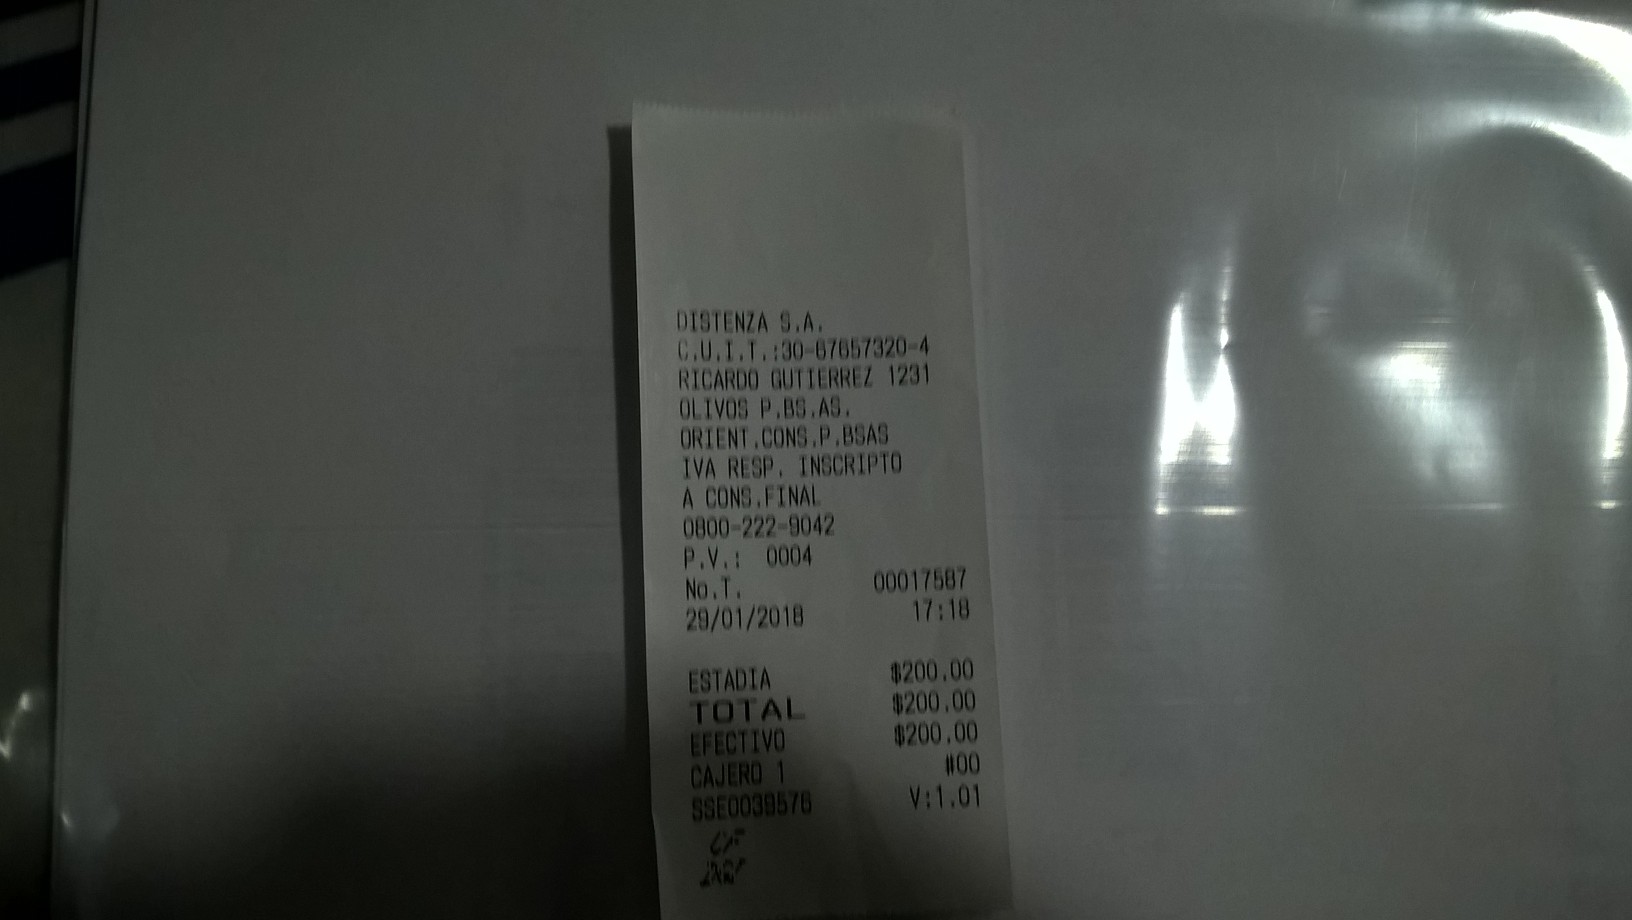 DISTENZA S.A.
C.U.I.T.:30-67657320-4
RICARDO GUTIERREZ 1231
OLIVOS P.BS.AS.
ORIENT.CONS.P.BSAS
IVA RESP. INSCRIPTO
A CONS.FINAL
0800-222-9042
P.V.: 0004
No.T. 00017587
29/01/2018 17:18
ESTADIA $200.00
TOTAL $200.00
EFECTIVO $200.00
CAJERO 1 #00
SSE0039576 V:1.01
CF